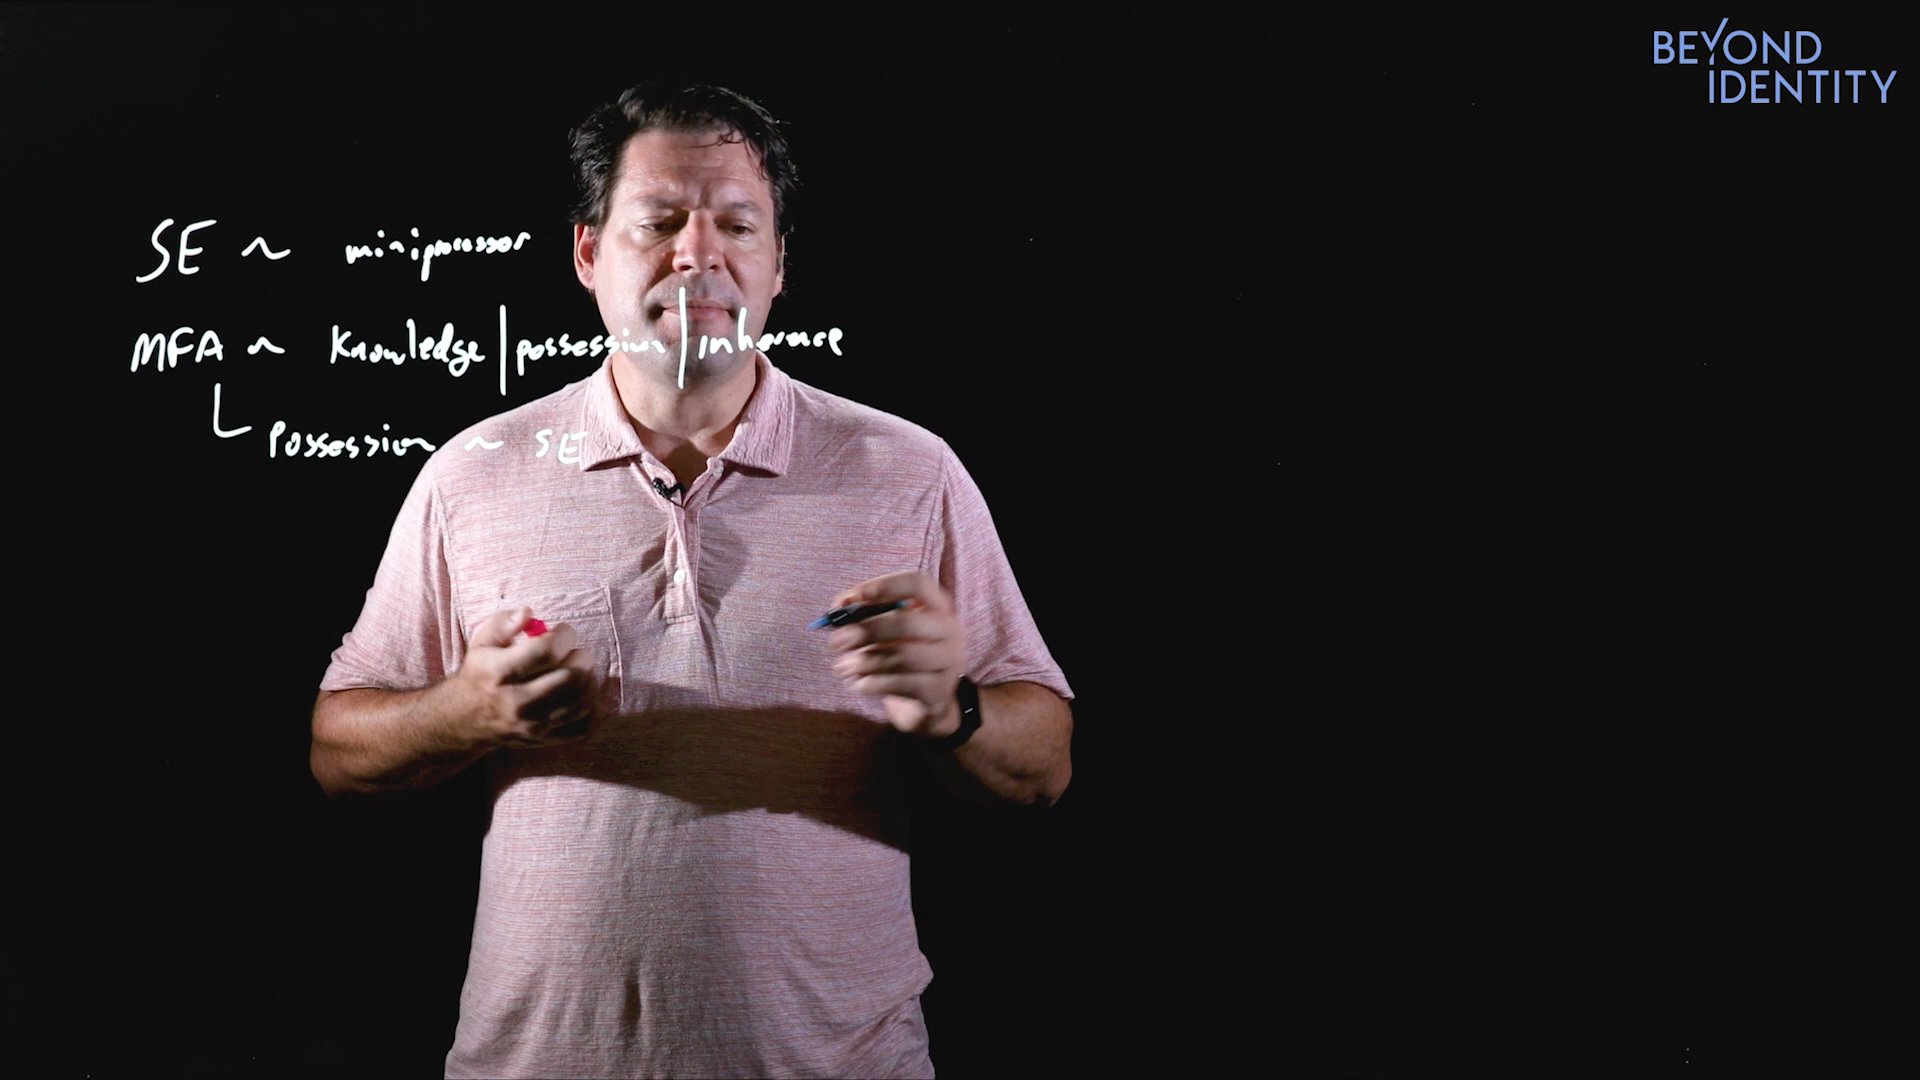 BEYOND
IDENTITY
SE ~ miniprocessor
MFA ~ Knowledge | possession | inherence
Possession ~ SE